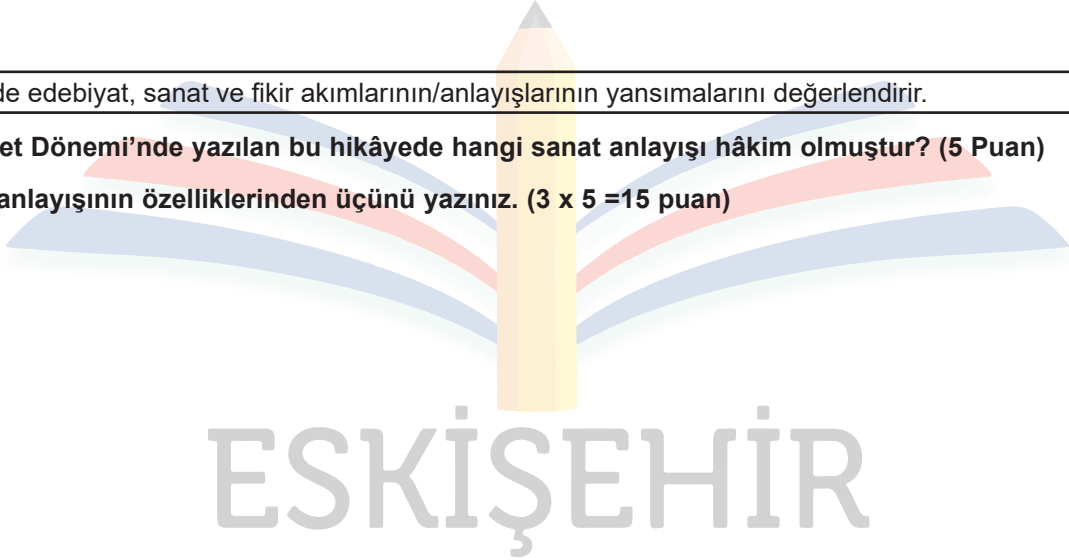 de edebiyat, sanat ve fikir akımlarının/anlayışlarının yansımalarını değerlendirir.
et Dönemi’nde yazılan bu hikâyede hangi sanat anlayışı hâkim olmuştur? (5 Puan)
anlayışının özelliklerinden üçünü yazınız. (3 x 5 =15 puan)
ESKİŞEHİR